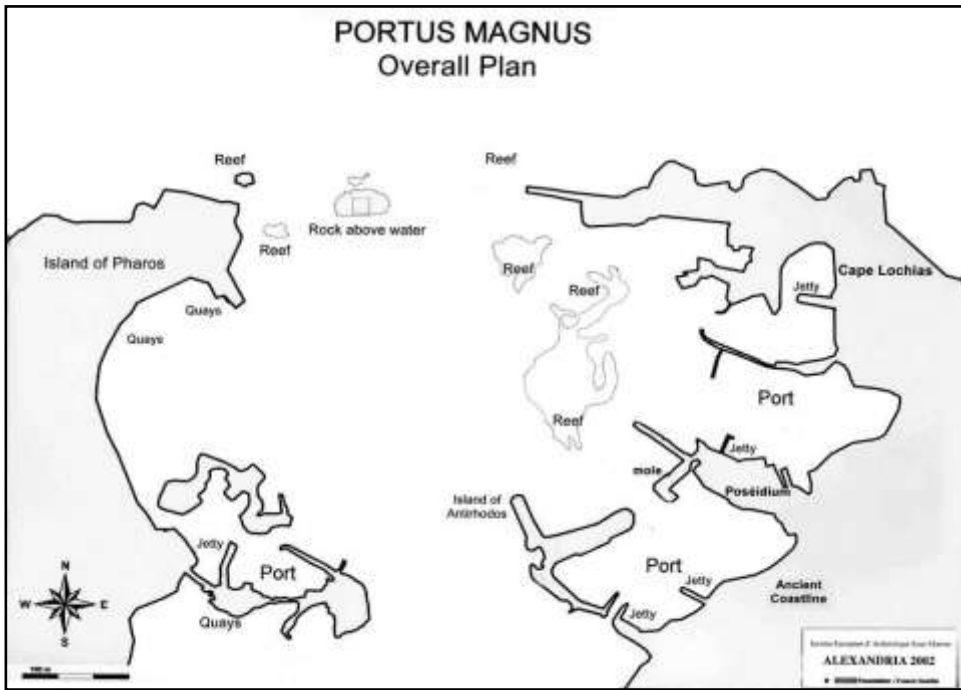 PORTUS MAGNUS
Overall Plan
Reef
Reef
Rock above water
Reef
Island of Pharos
Quays
Quays
Reef
Reef
Reef
Cape Lochias
Jetty
Port
Jetty
mole
Poséidium
Island of
Antirhodos
Jetty
Port
Quays
Port
Jetty
Jetty
Ancient
Coastline
N
W
E
S
ALEXANDRIA 2002